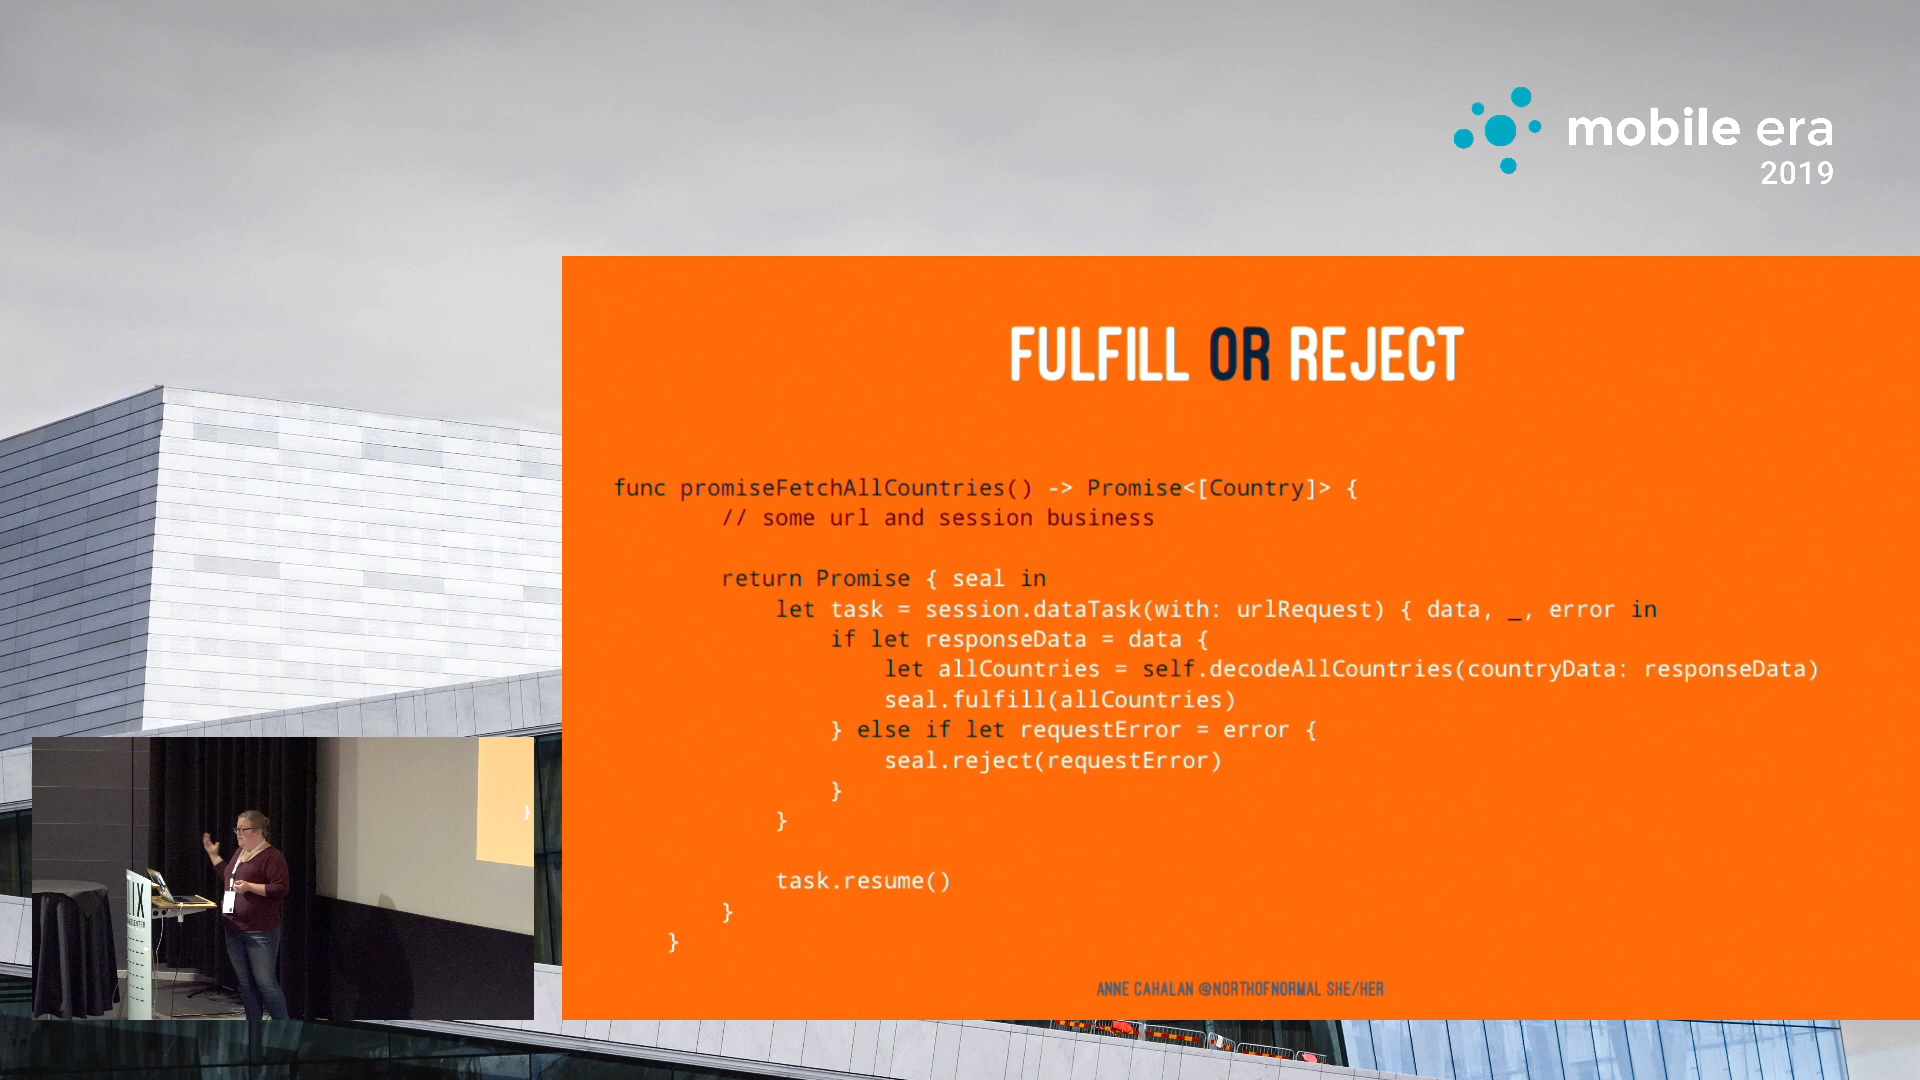 mobile era
2019
FULFILL OR REJECT
func promiseFetchAllCountries() -> Promise<[Country]> {
// some url and session business
return Promise { seal in
let task = session.dataTask(with: urlRequest) { data, _, error in
if let responseData = data {
let allCountries = self.decodeAllCountries(countryData: responseData)
seal.fulfill(allCountries)
} else if let requestError = error {
seal.reject(requestError)
}
}
task.resume()
}
}
ANNE CAHALAN @NORTHOFNORMAL SHE/HER
}